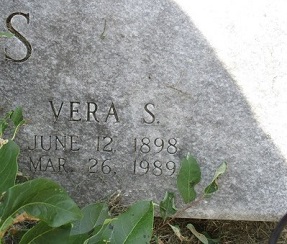 S
VERA S.
JUNE 12, 1898
MAR. 26, 1989